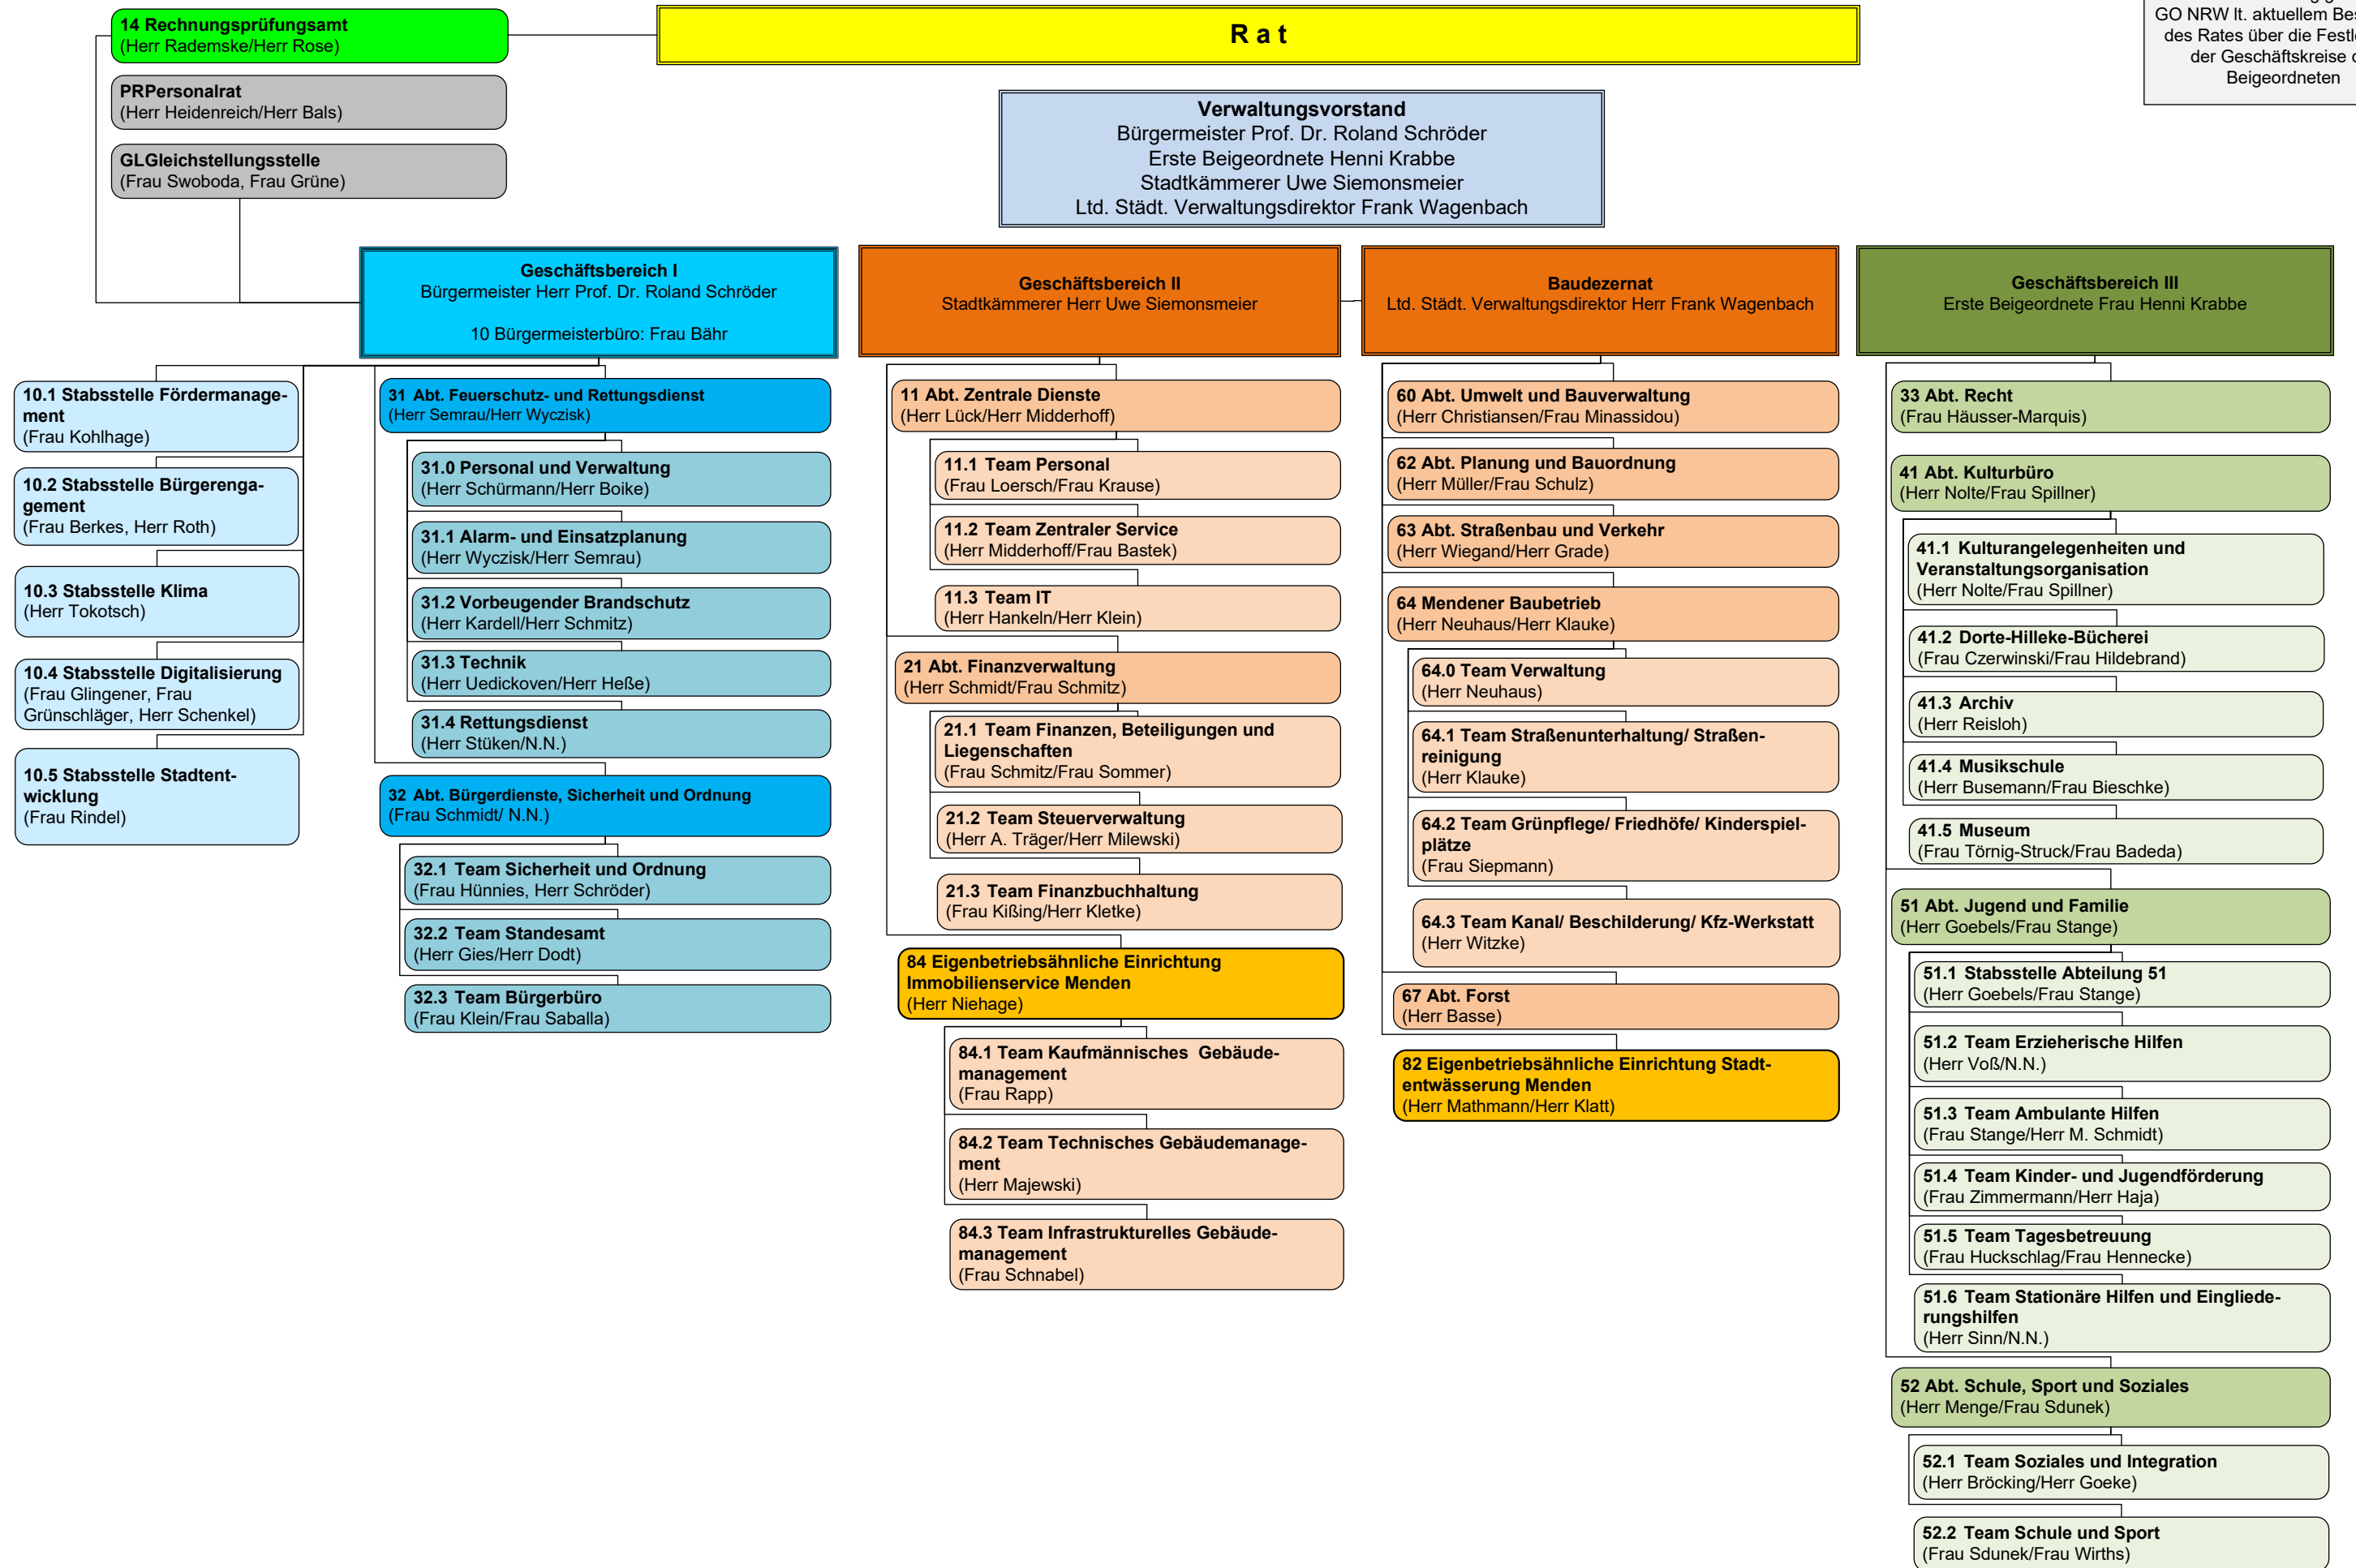 14 Rechnungsprüfungsamt
(Herr Rademske/Herr Rose)
R a t
GO NRW lt. aktuellem
des Rates über die
der Geschäftskreise
Beigeordneten
PRPersonalrat
(Herr Heidenreich/Herr Bals)
GLGleichstellungsstelle
(Frau Swoboda, Frau Grüne)
Verwaltungsvorstand
Bürgermeister Prof. Dr. Roland Schröder
Erste Beigeordnete Henni Krabbe
Stadtkämmerer Uwe Siemonsmeier
Ltd. Städt. Verwaltungsdirektor Frank Wagenbach
Geschäftsbereich I
Bürgermeister Herr Prof. Dr. Roland Schröder
10 Bürgermeisterbüro: Frau Bähr
10.1 Stabsstelle Fördermanage-
ment
(Frau Kohlhage)
10.2 Stabsstelle Bürgerenga-
gement
(Frau Berkes, Herr Roth)
10.3 Stabsstelle Klima
(Herr Tokotsch)
10.4 Stabsstelle Digitalisierung
(Frau Glingener, Frau
Grünschläger, Herr Schenkel)
10.5 Stabsstelle Stadtent-
wicklung
(Frau Rindel)
31 Abt. Feuerschutz- und Rettungsdienst
(Herr Semrau/Herr Wyczisk)
31.0 Personal und Verwaltung
(Herr Schürmann/Herr Boike)
31.1 Alarm- und Einsatzplanung
(Herr Wyczisk/Herr Semrau)
31.2 Vorbeugender Brandschutz
(Herr Kardell/Herr Schmitz)
31.3 Technik
(Herr Uedickoven/Herr Heße)
31.4 Rettungsdienst
(Herr Stüken/N.N.)
32 Abt. Bürgerdienste, Sicherheit und Ordnung
(Frau Schmidt/ N.N.)
32.1 Team Sicherheit und Ordnung
(Frau Hünnies, Herr Schröder)
32.2 Team Standesamt
(Herr Gies/Herr Dodt)
32.3 Team Bürgerbüro
(Frau Klein/Frau Saballa)
Geschäftsbereich II
Stadtkämmerer Herr Uwe Siemonsmeier
11 Abt. Zentrale Dienste
(Herr Lück/Herr Midderhoff)
11.1 Team Personal
(Frau Loersch/Frau Krause)
11.2 Team Zentraler Service
(Herr Midderhoff/Frau Bastek)
11.3 Team IT
(Herr Hankeln/Herr Klein)
21 Abt. Finanzverwaltung
(Herr Schmidt/Frau Schmitz)
21.1 Team Finanzen, Beteiligungen und
Liegenschaften
(Frau Schmitz/Frau Sommer)
21.2 Team Steuerverwaltung
(Herr A. Träger/Herr Milewski)
21.3 Team Finanzbuchhaltung
(Frau Kißing/Herr Kletke)
84 Eigenbetriebsähnliche Einrichtung
Immobilienservice Menden
(Herr Niehage)
84.1 Team Kaufmännisches Gebäude-
management
(Frau Rapp)
84.2 Team Technisches Gebäudemanage-
ment
(Herr Majewski)
84.3 Team Infrastrukturelles Gebäude-
management
(Frau Schnabel)
Baudezernat
Ltd. Städt. Verwaltungsdirektor Herr Frank Wagenbach
60 Abt. Umwelt und Bauverwaltung
(Herr Christiansen/Frau Minassidou)
62 Abt. Planung und Bauordnung
(Herr Müller/Frau Schulz)
63 Abt. Straßenbau und Verkehr
(Herr Wiegand/Herr Grade)
64 Mendener Baubetrieb
(Herr Neuhaus/Herr Klauke)
64.0 Team Verwaltung
(Herr Neuhaus)
64.1 Team Straßenunterhaltung/ Straßen-
reinigung
(Herr Klauke)
64.2 Team Grünpflege/ Friedhöfe/ Kinderspiel-
plätze
(Frau Siepmann)
64.3 Team Kanal/ Beschilderung/ Kfz-Werkstatt
(Herr Witzke)
67 Abt. Forst
(Herr Basse)
82 Eigenbetriebsähnliche Einrichtung Stadt-
entwässerung Menden
(Herr Mathmann/Herr Klatt)
Geschäftsbereich III
Erste Beigeordnete Frau Henni Krabbe
33 Abt. Recht
(Frau Häusser-Marquis)
41 Abt. Kulturbüro
(Herr Nolte/Frau Spillner)
41.1 Kulturangelegenheiten und
Veranstaltungsorganisation
(Herr Nolte/Frau Spillner)
41.2 Dorte-Hilleke-Bücherei
(Frau Czerwinski/Frau Hildebrand)
41.3 Archiv
(Herr Reisloh)
41.4 Musikschule
(Herr Busemann/Frau Bieschke)
41.5 Museum
(Frau Törnig-Struck/Frau Badeda)
51 Abt. Jugend und Familie
(Herr Goebels/Frau Stange)
51.1 Stabsstelle Abteilung 51
(Herr Goebels/Frau Stange)
51.2 Team Erzieherische Hilfen
(Herr Voß/N.N.)
51.3 Team Ambulante Hilfen
(Frau Stange/Herr M. Schmidt)
51.4 Team Kinder- und Jugendförderung
(Frau Zimmermann/Herr Haja)
51.5 Team Tagesbetreuung
(Frau Huckschlag/Frau Hennecke)
51.6 Team Stationäre Hilfen und Einglie­de-
rungshilfen
(Herr Sinn/N.N.)
52 Abt. Schule, Sport und Soziales
(Herr Menge/Frau Sdunek)
52.1 Team Soziales und Integration
(Herr Bröcking/Herr Goeke)
52.2 Team Schule und Sport
(Frau Sdunek/Frau Wirths)